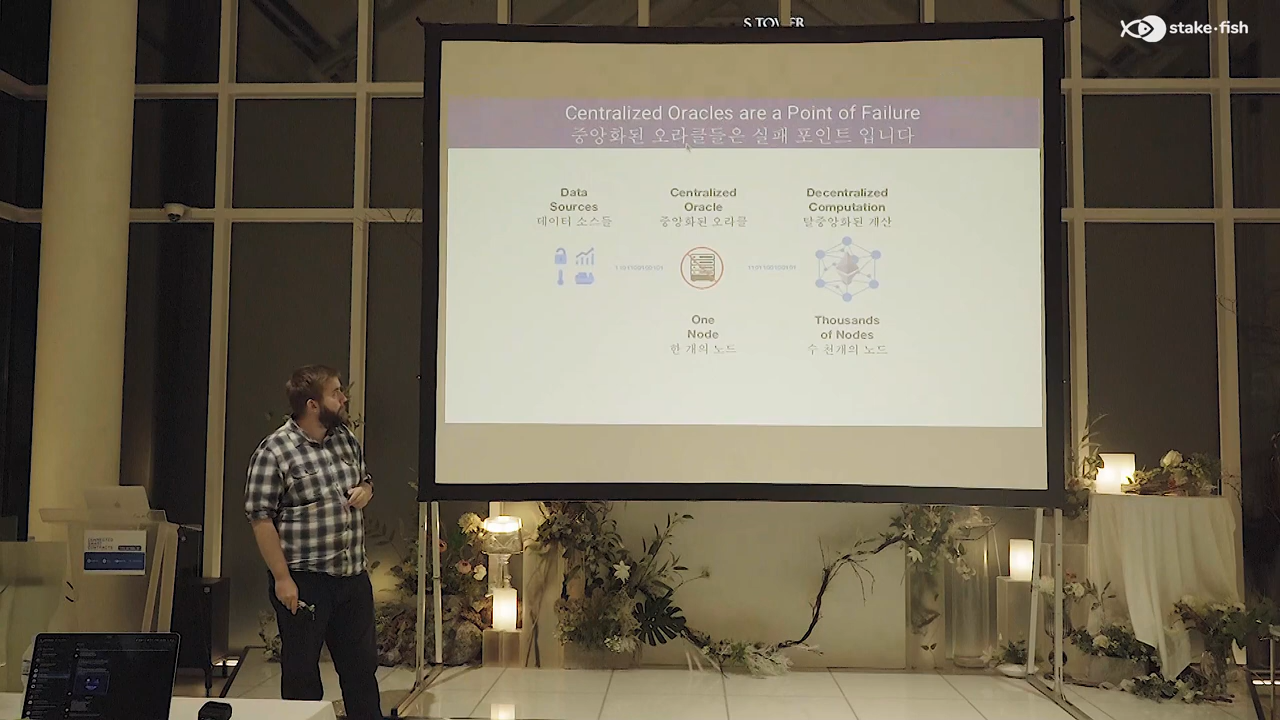 S TOWER
stake·fish
Centralized Oracles are a Point of Failure
중앙화된 오라클들은 실패 포인트 입니다
Data
Sources
데이터 소스들
Centralized
Oracle
중앙화된 오라클
Decentralized
Computation
탈중앙화된 계산
One
Node
한 개의 노드
Thousands
of Nodes
수 천개의 노드
CONNECTED
SMART
CONTRACTS